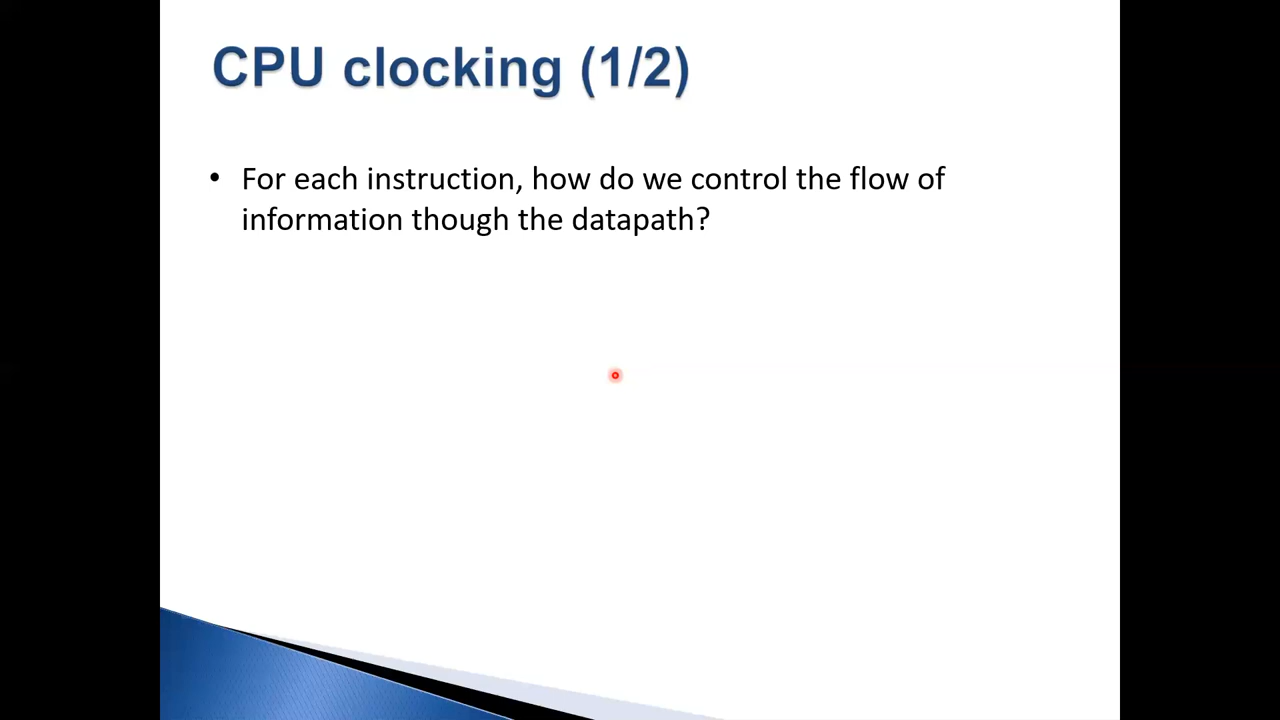 CPU clocking (1/2)
• For each instruction, how do we control the flow of
information though the datapath?